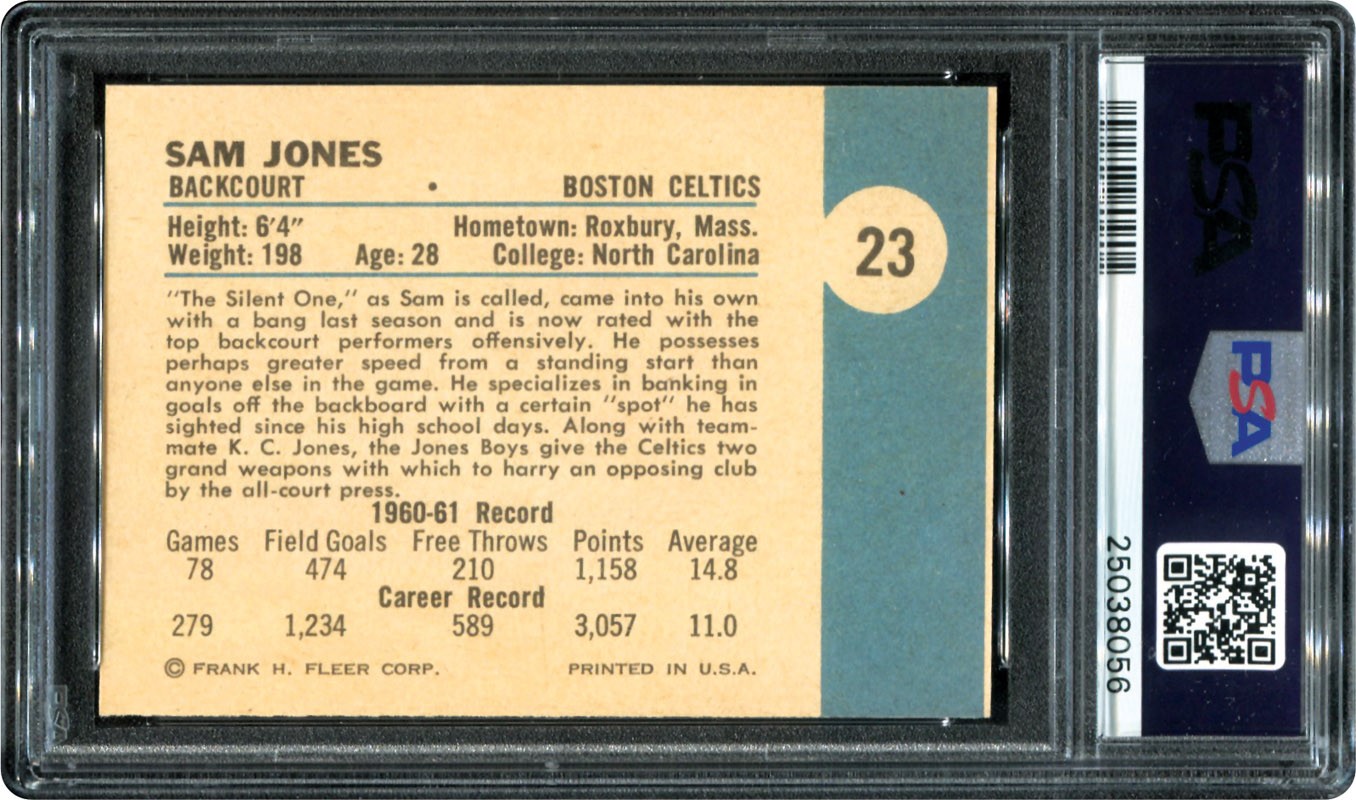 SAM JONES
BACKCOURT • BOSTON CELTICS
Height: 6′4″ Hometown: Roxbury, Mass.
Weight: 198 Age: 28 College: North Carolina
"The Silent One," as Sam is called, came into his own
with a bang last season and is now rated with the
top backcourt performers offensively. He possesses
perhaps greater speed from a standing start than
anyone else in the game. He specializes in banking in
goals off the backboard with a certain "spot" he has
sighted since his high school days. Along with team-
mate K. C. Jones, the Jones Boys give the Celtics two
grand weapons with which to harry an opposing club
by the all-court press.
1960-61 Record
Games Field Goals Free Throws Points Average
78 474 210 1,158 14.8
Career Record
279 1,234 589 3,057 11.0
© FRANK H. FLEER CORP. PRINTED IN U.S.A.
23
PSA
PSA
25038056